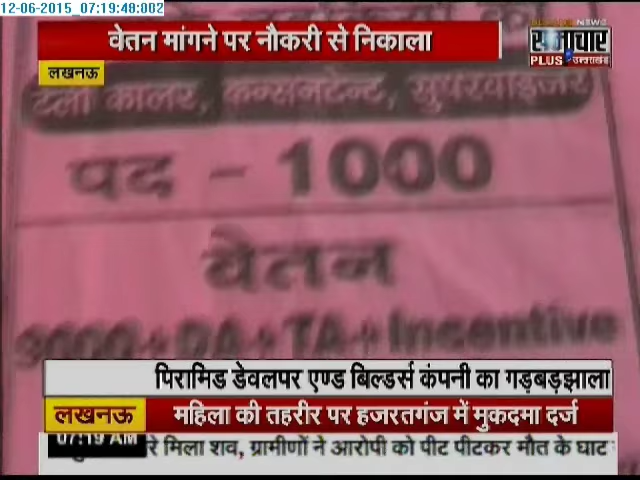 12-06-2015_07:19:48:002
वेतन मांगने पर नौकरी से निकाला
NEWS
समाचार
PLUS उत्तराखंड
लखनऊ
टेली कालर, कन्सलटेन्ट, सुपरवाइजर
पद - 1000
वेतन
9000+DA+TA+Incentive
पिरामिड डेवलपर एण्ड बिल्डर्स कंपनी का गड़बड़झाला
लखनऊ महिला की तहरीर पर हजरतगंज में मुकदमा दर्ज
07:19 AM रे मिला शव, ग्रामीणों ने आरोपी को पीट पीटकर मौत के घाट